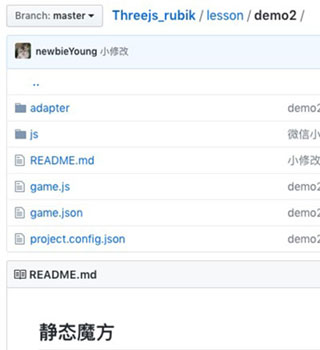 Branch: master
Threejs_rubik / lesson / demo2 /
newbieYoung 小修改
..
adapter demo2
js 微信小
README.md 小修改
game.js demo2
game.json demo2
project.config.json demo2
README.md
静态魔方